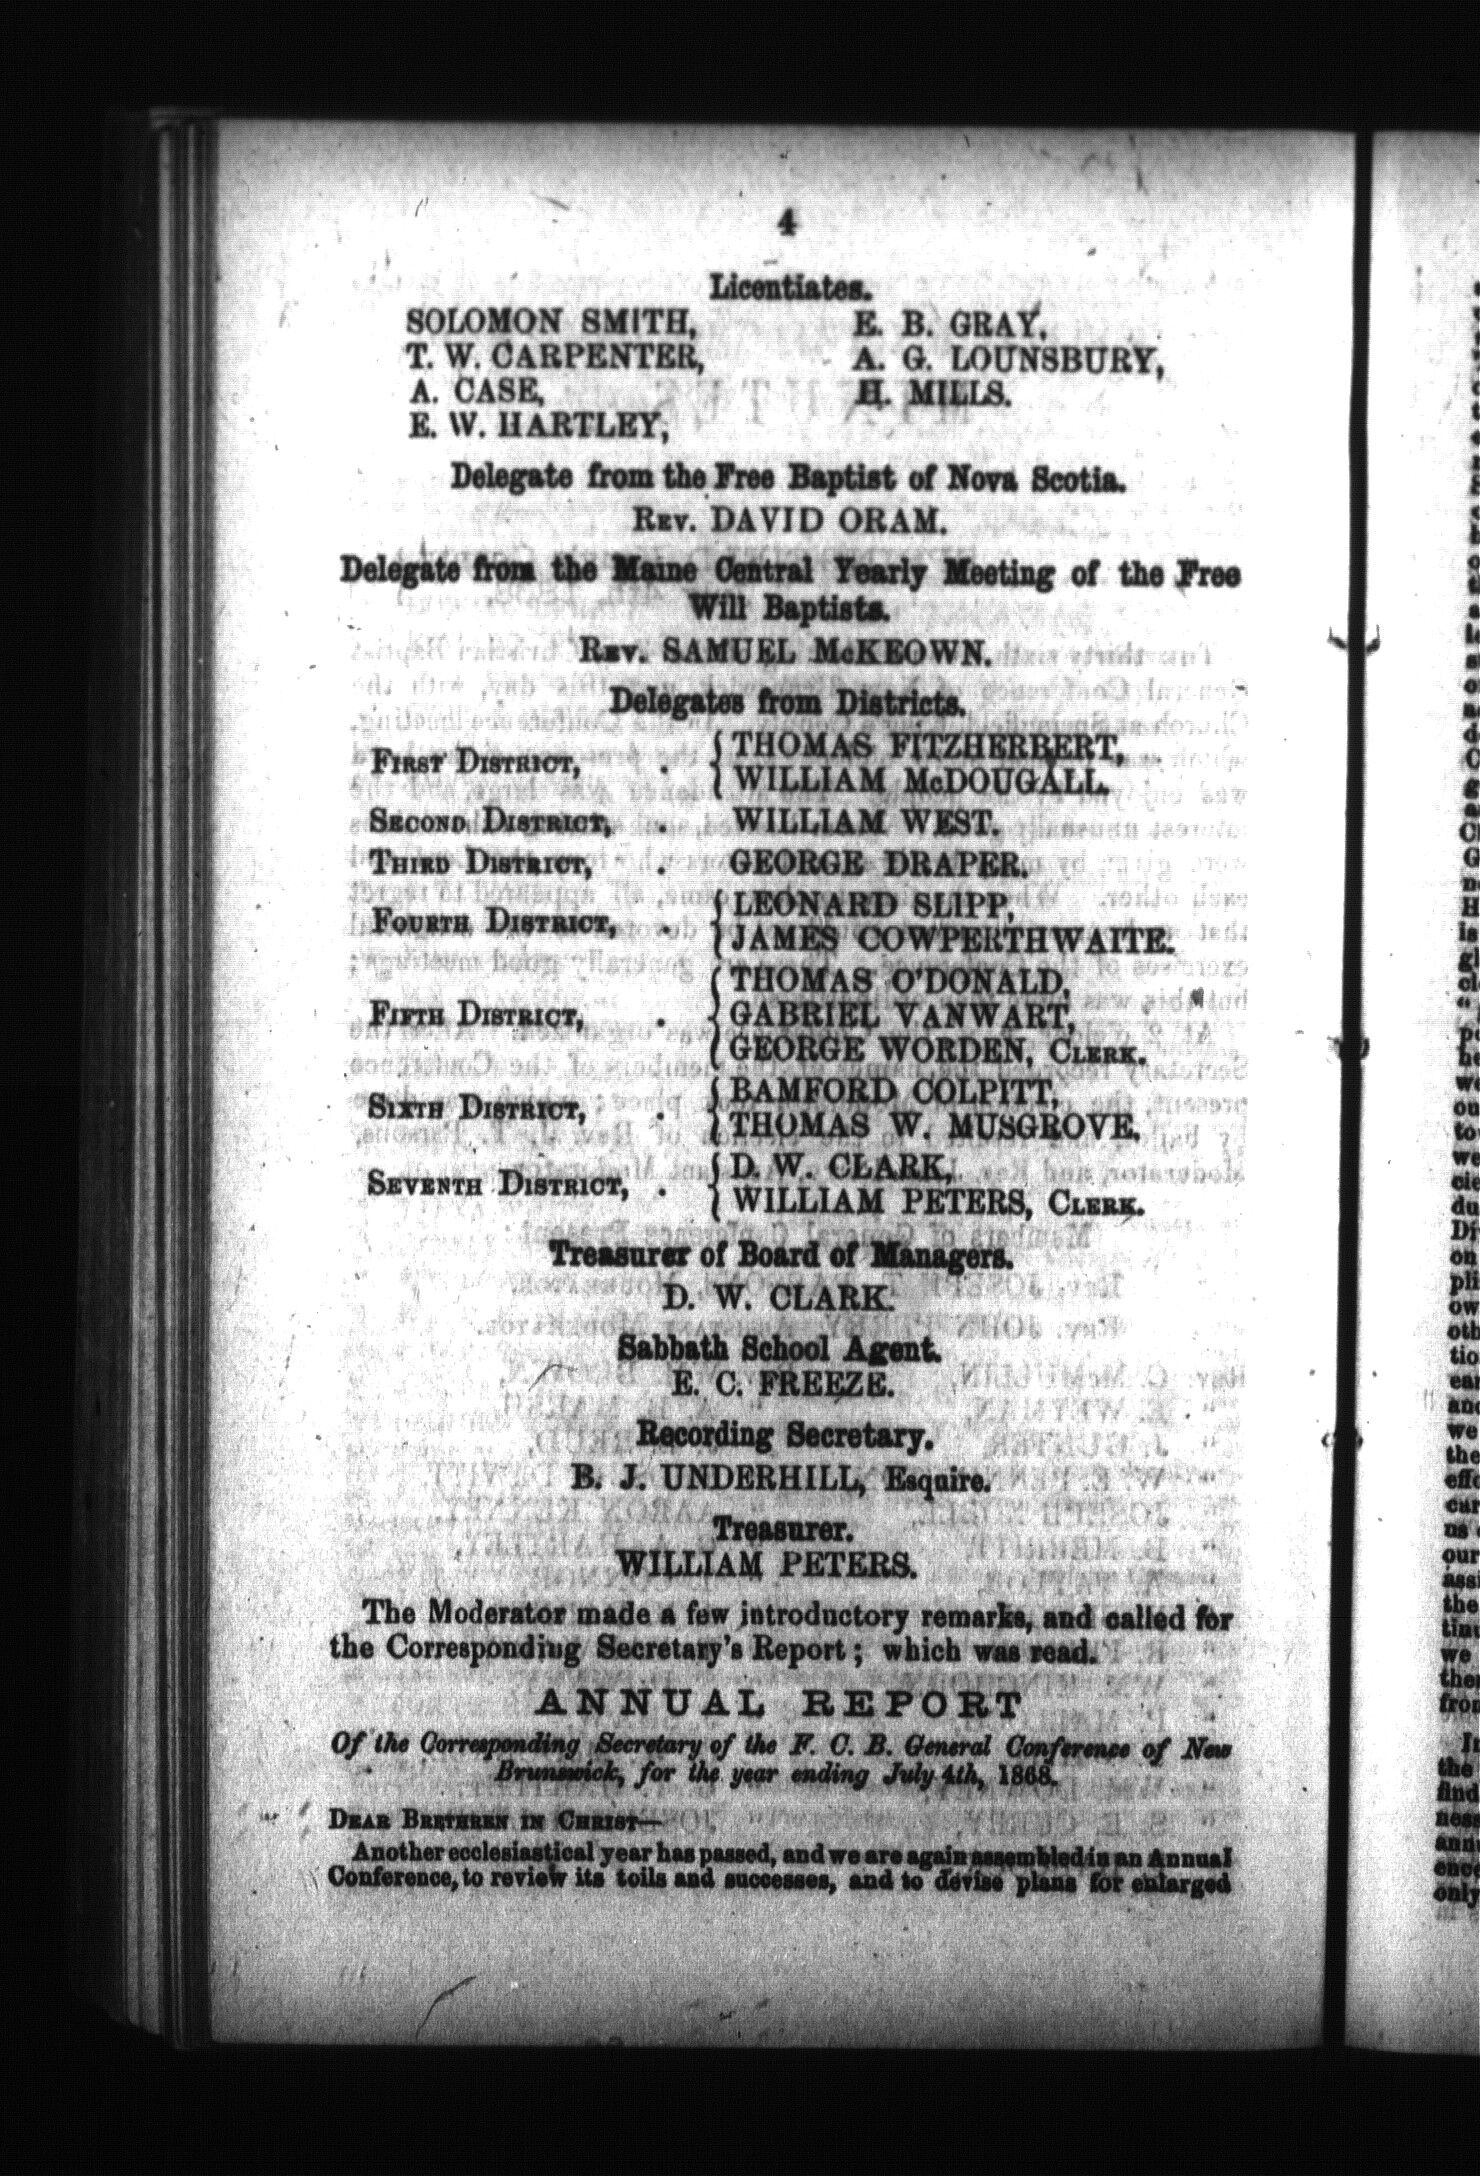 4
Licentiates.
SOLOMON SMITH, E. B. GRAY,
T. W. CARPENTER, A. G. LOUNSBURY,
A. CASE, H. MILLS.
E. W. HARTLEY,
Delegate from the Free Baptist of Nova Scotia.
REV. DAVID ORAM.
Delegate from the Maine Central Yearly Meeting of the Free
Will Baptists.
REV. SAMUEL McKEOWN.
Delegates from Districts.
FIRST DISTRICT, . { THOMAS FITZHERBERT,
WILLIAM McDOUGALL.
SECOND DISTRICT, . WILLIAM WEST.
THIRD DISTRICT, . GEORGE DRAPER.
FOURTH DISTRICT, . { LEONARD SLIPP,
JAMES COWPERTHWAITE.
THOMAS O'DONALD,
FIFTH DISTRICT, . { GABRIEL VANWART,
GEORGE WORDEN, CLERK.
SIXTH DISTRICT, . { BAMFORD COLPITT,
THOMAS W. MUSGROVE.
SEVENTH DISTRICT, . { D. W. CLARK,
WILLIAM PETERS, CLERK.
Treasurer of Board of Managers.
D. W. CLARK.
Sabbath School Agent.
E. C. FREEZE.
Recording Secretary.
B. J. UNDERHILL, Esquire.
Treasurer.
WILLIAM PETERS.
The Moderator made a few introductory remarks, and called for
the Corresponding Secretary's Report; which was read.
ANNUAL REPORT
Of the Corresponding Secretary of the F. C. B. General Conference of New
Brunswick, for the year ending July 4th, 1868.
DEAR BRETHREN IN CHRIST—
Another ecclesiastical year has passed, and we are again assembled in an Annual
Conference, to review its toils and successes, and to devise plans for enlarged